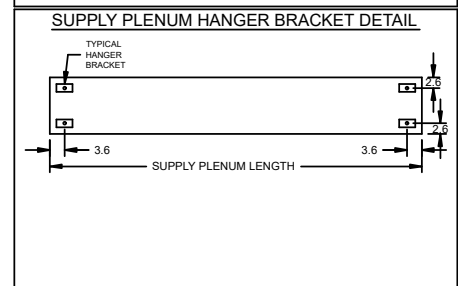 SUPPLY PLENUM HANGER BRACKET DETAIL
TYPICAL
HANGER
BRACKET
2.6
2.6
3.6
3.6
SUPPLY PLENUM LENGTH